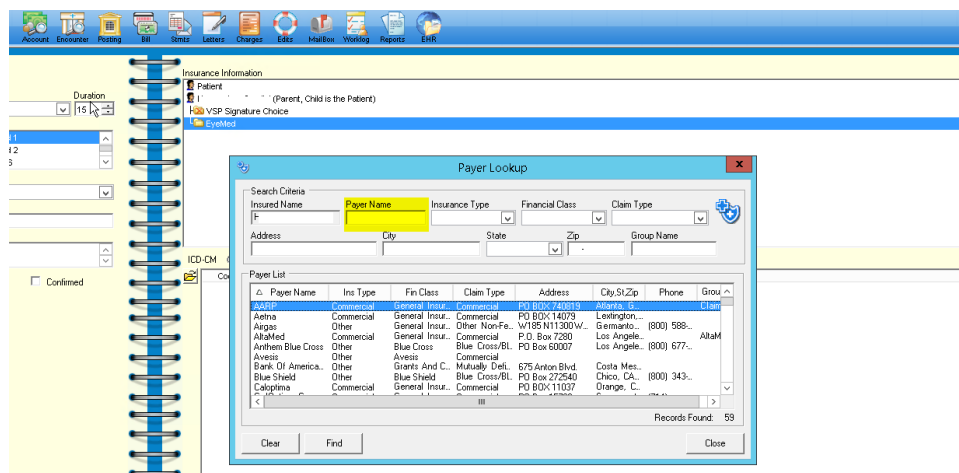 Account Encounter Posting Bill Stmts Letters Charges Edits MailBox Worklog Reports EHR
Insurance Information
Patient
(Parent, Child is the Patient)
VSP Signature Choice
EyeMed
Duration
15
Payer Lookup
Search Criteria
Insured Name Payer Name Insurance Type Financial Class Claim Type
Address City State Zip Group Name
ICD-CM
Confirmed
Payer List
Payer Name Ins Type Fin Class Claim Type Address City,St,Zip Phone Grou
AARP Commercial General Insur... Commercial PO BOX 740819 Atlanta, G... Claim
Aetna Commercial General Insur... Commercial PO BOX 14079 Lexington,...
Airgas Other General Insur... Other Non-Fe... W185 N11300W... Germanto... (800) 588-...
AltaMed Commercial General Insur... Commercial P.O. Box 7280 Los Angele... AltaM
Anthem Blue Cross Other Blue Cross Blue Cross/Bl... PO Box 60007 Los Angele... (800) 677-...
Avesis Other Avesis Commercial
Bank Of America... Other Grants And C... Mutually Defi... 675 Anton Blvd. Costa Mes...
Blue Shield Other Blue Shield Blue Cross/Bl... PO Box 272540 Chico, CA... (800) 343-...
Caloptima Commercial General Insur... Commercial PO BOX 11037 Orange, C...
Records Found: 59
Clear Find Close